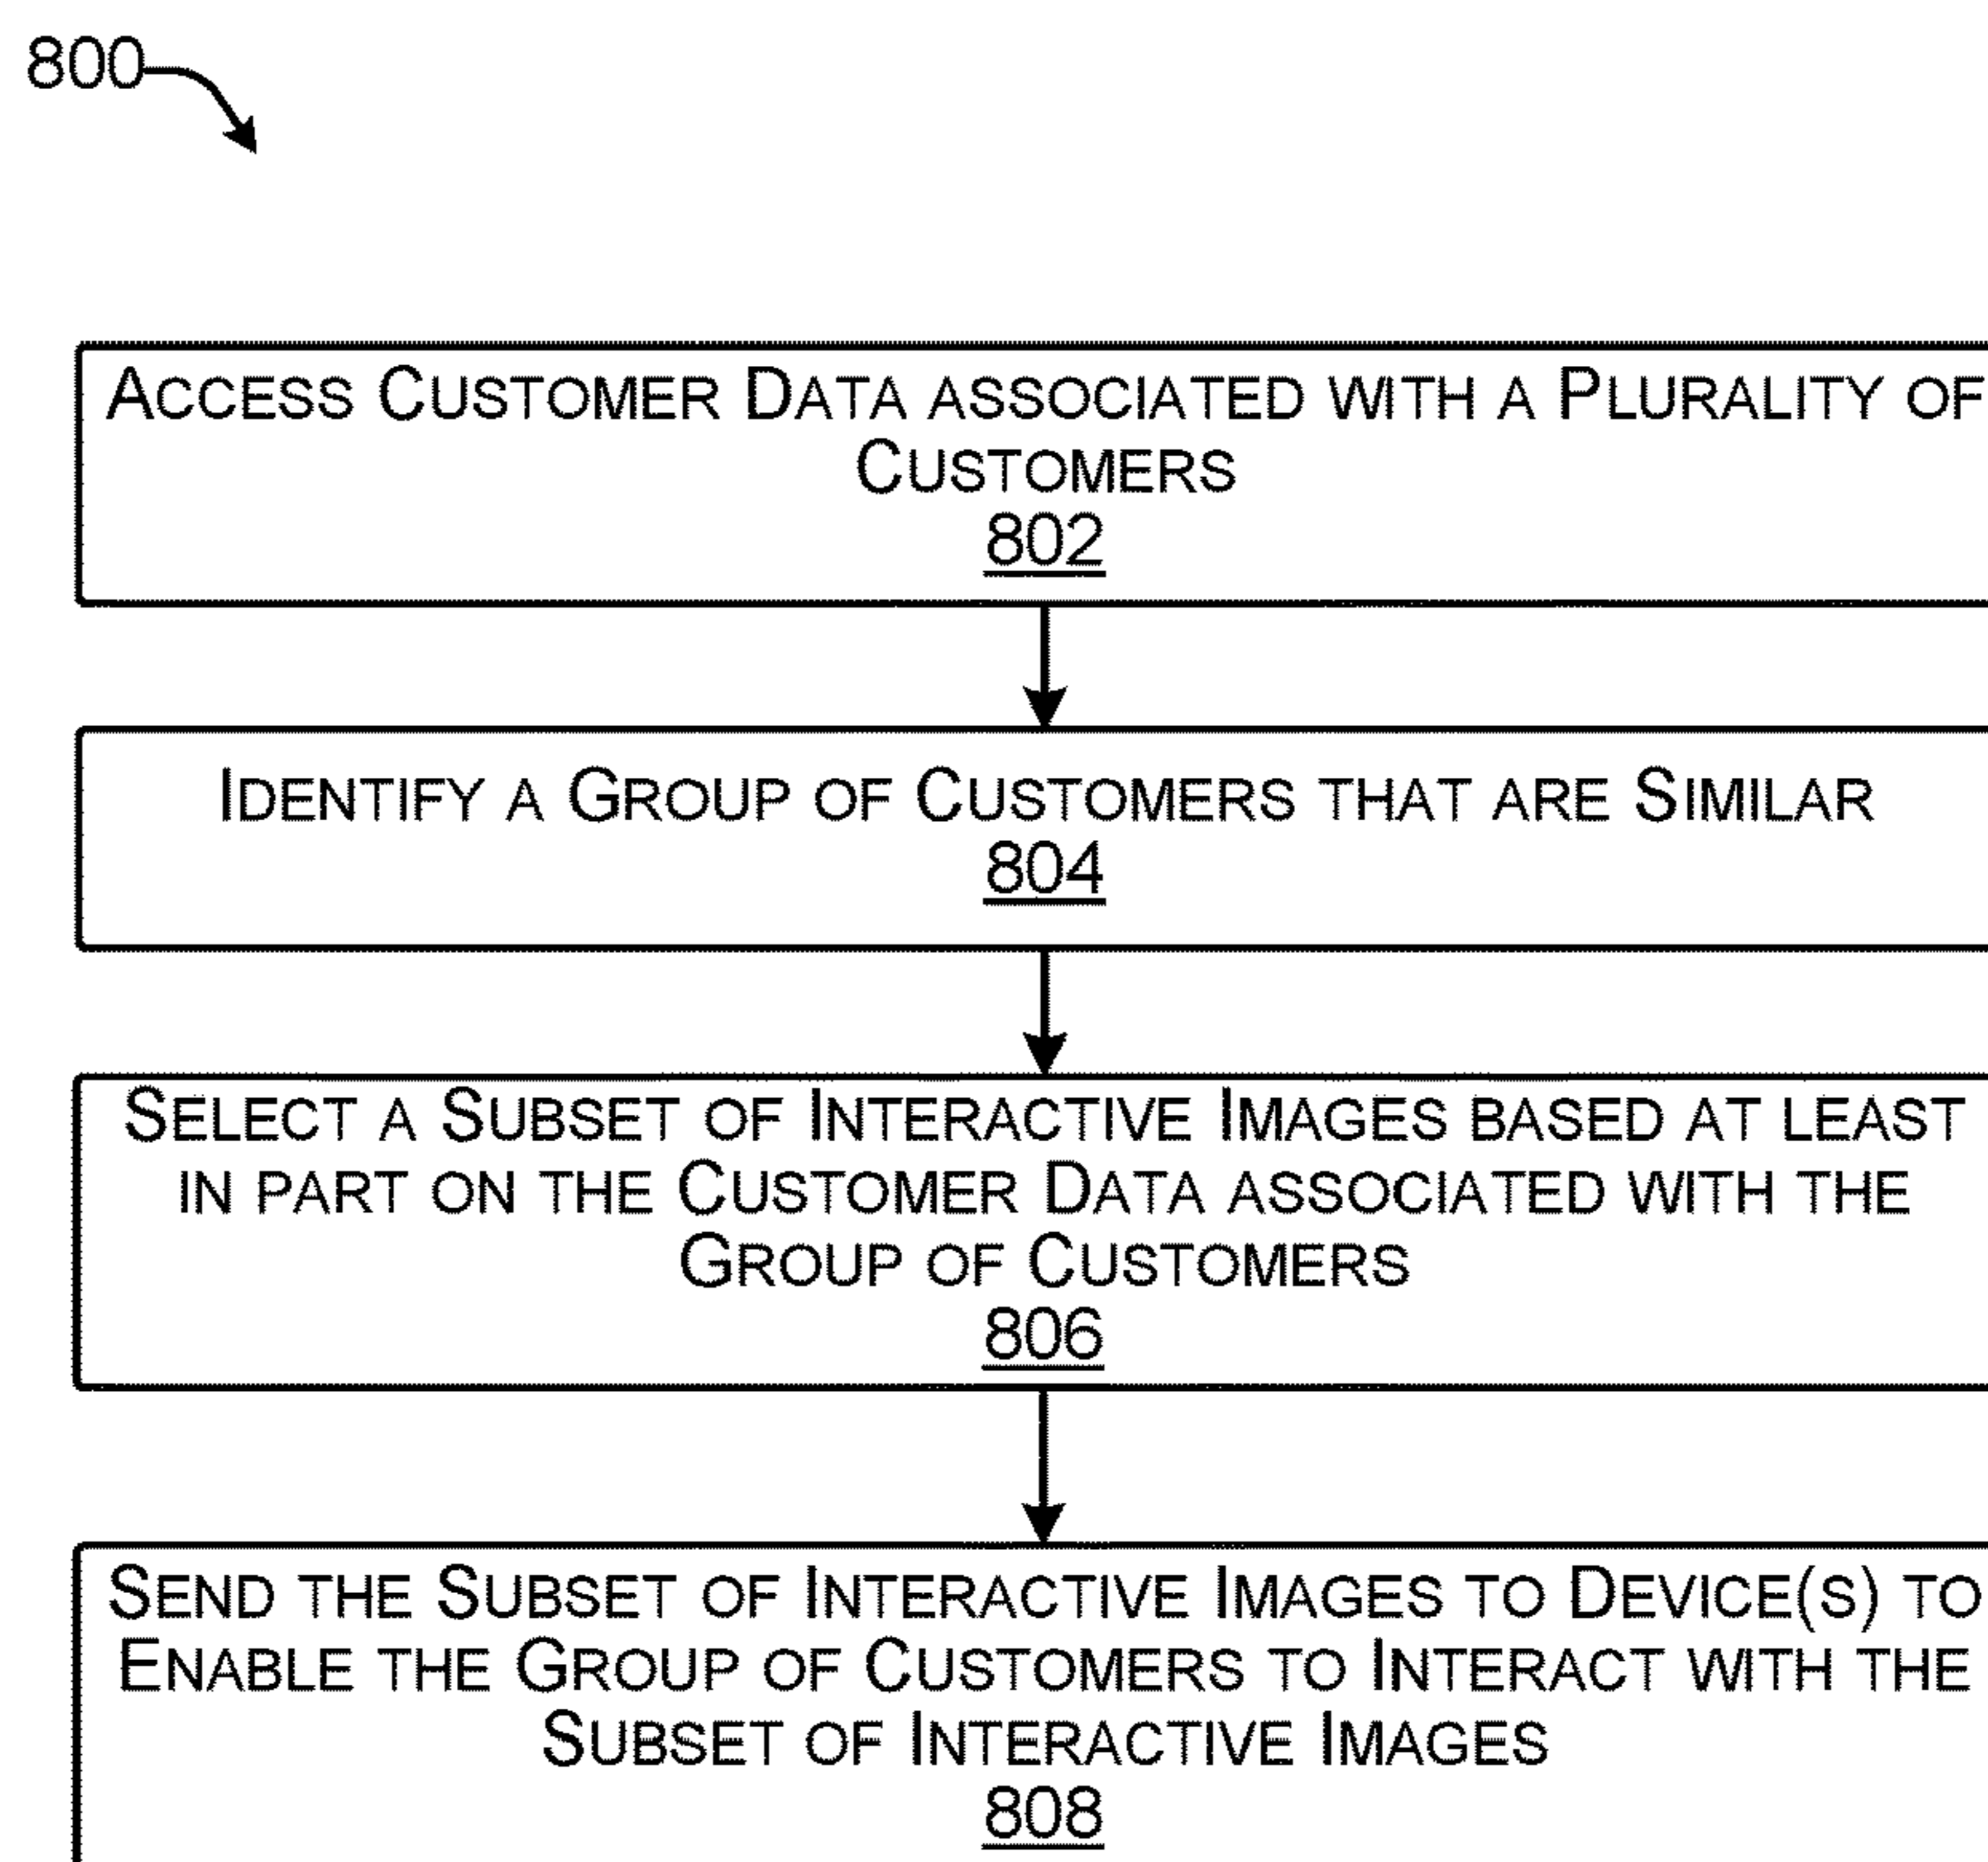 800
ACCESS CUSTOMER DATA ASSOCIATED WITH A PLURALITY OF
CUSTOMERS
802
IDENTIFY A GROUP OF CUSTOMERS THAT ARE SIMILAR
804
SELECT A SUBSET OF INTERACTIVE IMAGES BASED AT LEAST
IN PART ON THE CUSTOMER DATA ASSOCIATED WITH THE
GROUP OF CUSTOMERS
806
SEND THE SUBSET OF INTERACTIVE IMAGES TO DEVICE(S) TO
ENABLE THE GROUP OF CUSTOMERS TO INTERACT WITH THE
SUBSET OF INTERACTIVE IMAGES
808